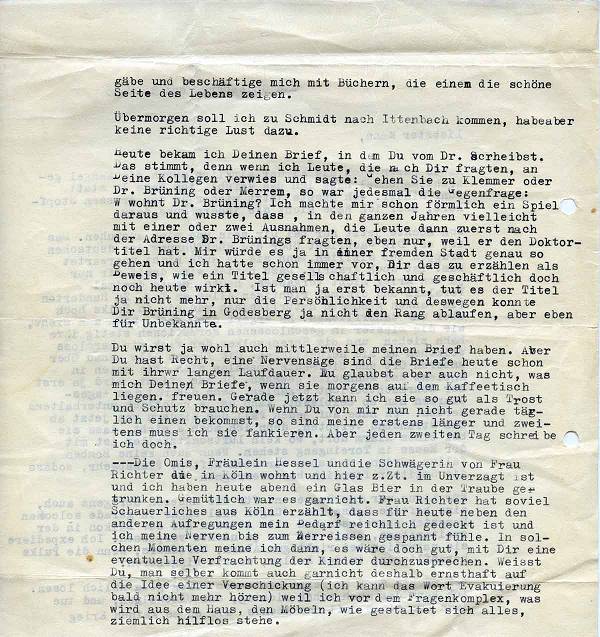 gäbe und beschäftige mich mit Büchern, die einem die schöne
Seite des Lebens zeigen.
Übermorgen soll ich zu Schmidt nach Ittenbach kommen, habeaber
keine richtige Lust dazu.
Heute bekam ich Deinen Brief, in dem Du vom Dr. Scrheibst.
Das stimmt, denn wenn ich Leute, die nach Dir fragten, an
Deine Kollegen verwies und sagte: Gehen Sie zu Klemmer oder
Dr. Brüning oder Merrem, so war jedesmal die Gegenfrage:
W wohnt Dr. Brüning? Ich machte mir schon förmlich ein Spiel
daraus und wusste, dass , in den ganzen Jahren vielleicht
mit einer oder zwei Ausnahmen, die Leute dann zuerst nach
der Adresse Dr. Brünings fragten, eben nur, weil er den Doktor-
titel hat. Mir würde es ja in einer fremden Stadt genau so
gehen und ich hatte schon immer vor, Dir das zu erzählen als
Beweis, wie ein Titel gesellschaftlich und geschäftlich doch
noch heute wirkt. Ist man ja erst bekannt, tut es der Titel
ja nicht mehr, nur die Persönlichkeit und deswegen konnte
Dir Brüning in Godesberg ja nicht den Rang ablaufen, aber eben
für Unbekannte.
Du wirst ja wohl auch mittlerweile meinen Brief haben. Aber
Du hast Recht, eine Nervensäge sind die Briefe heute schon
mit ihrwr langen Laufdauer. Nu glaubst aber auch nicht, was
mich Deinen Briefe, wenn sie morgens auf dem Kaffeetisch
liegen. freuen. Gerade jetzt kann ich sie so gut als Trost
und Schutz brauchen. Wenn Du von mir nun nicht gerade täg-
lich einen bekommst, so sind meine erstens länger und zwei-
tens muss ich sie fankieren. Aber jeden zweiten Tag schreibe
ich doch.
----Die Omis, Fräulein Hessel unddie Schwägerin von Frau
Richter die in Köln wohnt und hier z.Zt. im Unverzagt ist
und ich haben heute abend ein Glas Bier in der Traube ge-
trunken. Gemütlich war es garnicht. Frau Richter hat soviel
Schauerliches aus Köln erzählt, dass für heute neben den
anderen Aufregungen mein Bedarf reichlich gedeckt ist und
ich meine Nerven bis zum Zerreissen gespannt fühle. In sol-
chen Momenten meine ich dann, es wäre doch gut, mit Dir eine
eventuelle Verfrachtung der Kinder durchzusprechen. Weisst
Du, man selber kommt auch garnicht deshalb ernsthaft auf
die Idee einer Verschickung (ich kann das Wort Evakuierung
bald nicht mehr hören) weil ich vor dem Fragenkomplex, was
wird aus dem Haus, den Möbeln, wie gestaltet sich alles,
ziemlich hilflos stehe.